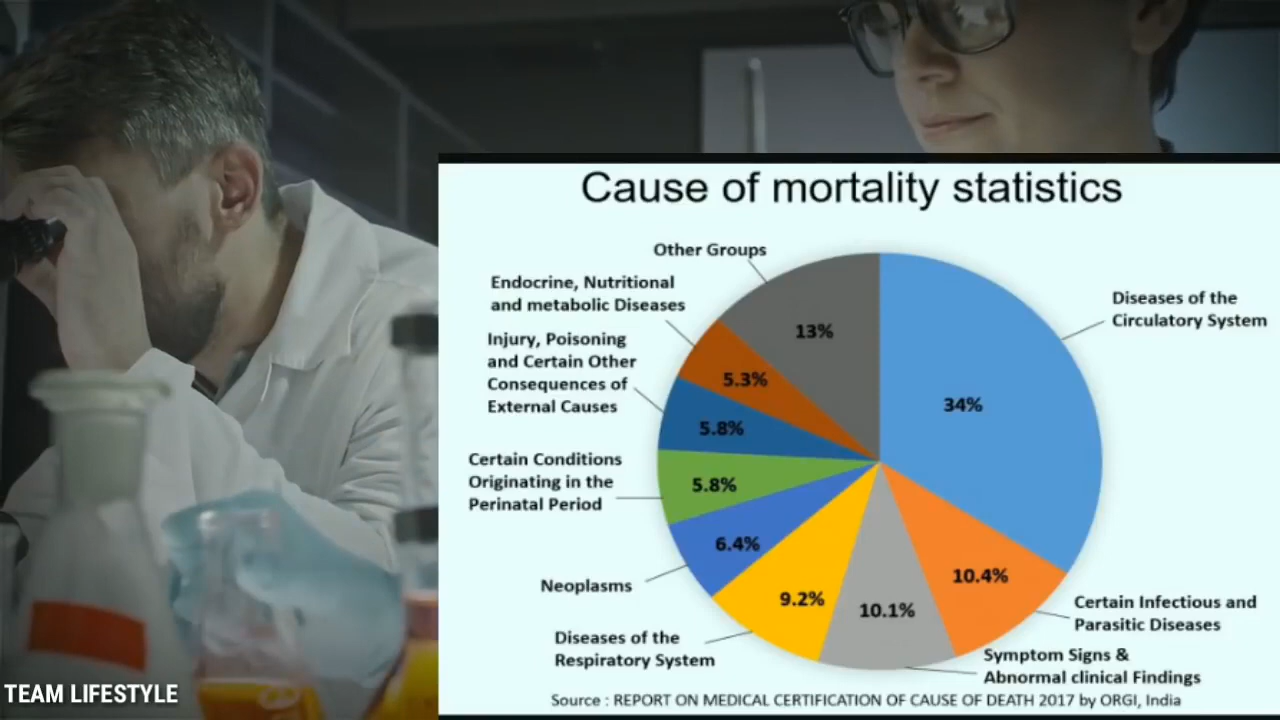 Cause of mortality statistics
Other Groups
Endocrine, Nutritional
and metabolic Diseases
Injury, Poisoning
and Certain Other
Consequences of
External Causes
Certain Conditions
Originating in the
Perinatal Period
Neoplasms
Diseases of the
Respiratory System
Diseases of the
Circulatory System
Certain Infectious and
Parasitic Diseases
Symptom Signs &
Abnormal clinical Findings
13%
5.3%
5.8%
5.8%
6.4%
9.2%
10.1%
10.4%
34%
Source : REPORT ON MEDICAL CERTIFICATION OF CAUSE OF DEATH 2017 by ORGI, India
TEAM LIFESTYLE